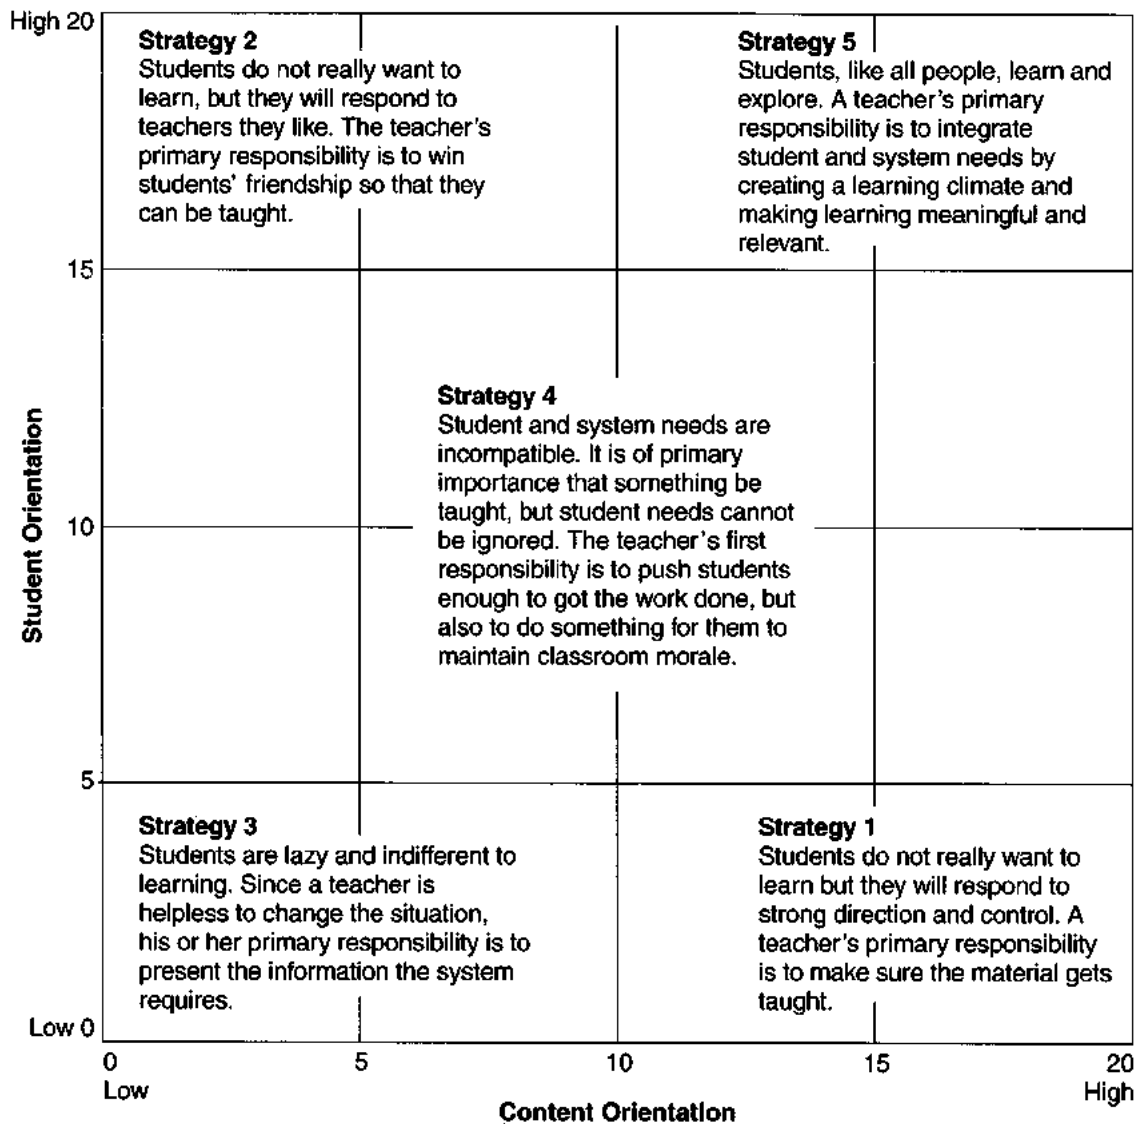 High 20
Strategy 2
Students do not really want to
learn, but they will respond to
teachers they like. The teacher's
primary responsibility is to win
students' friendship so that they
can be taught.
Strategy 5
Students, like all people, learn and
explore. A teacher's primary
responsibility is to integrate
student and system needs by
creating a learning climate and
making learning meaningful and
relevant.
15
Strategy 4
Student and system needs are
incompatible. It is of primary
importance that something be
taught, but student needs cannot
be ignored. The teacher's first
responsibility is to push students
enough to got the work done, but
also to do something for them to
maintain classroom morale.
Student Orientation
10
5
Strategy 3
Students are lazy and indifferent to
learning. Since a teacher is
helpless to change the situation,
his or her primary responsibility is to
present the information the system
requires.
Strategy 1
Students do not really want to
learn but they will respond to
strong direction and control. A
teacher's primary responsibility
is to make sure the material gets
taught.
Low 0
0 5 10 15 20
Low High
Content Orientation